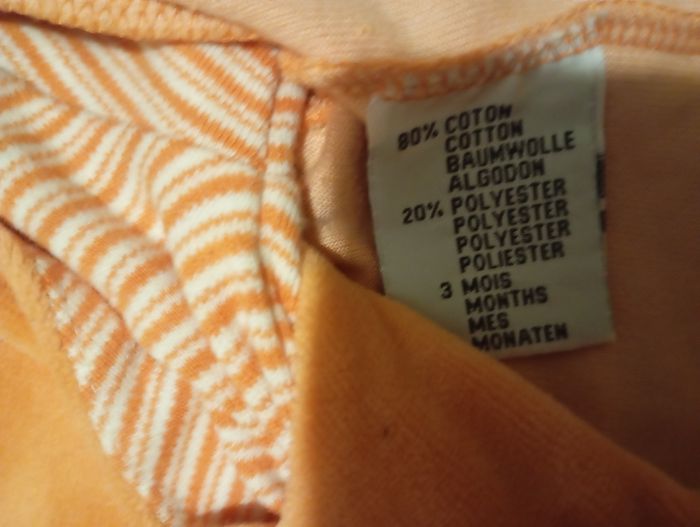 80% COTON
COTTON
BAUMWOLLE
ALGODON
20% POLYESTER
POLYESTER
POLYESTER
POLIESTER
3 MOIS
MONTHS
MES
MONATEN